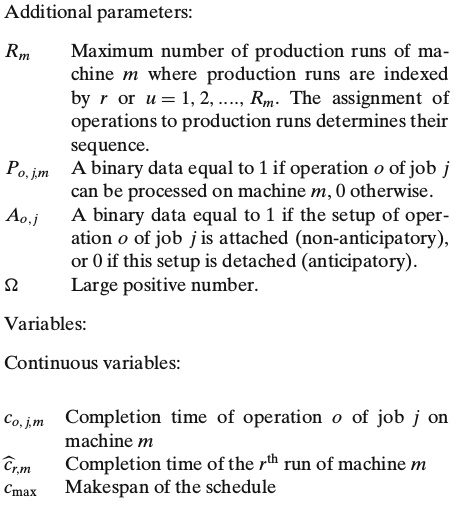 Additional parameters:
R_m Maximum number of production runs of ma-
chine m where production runs are indexed
by r or u = 1, 2, ...., R_m. The assignment of
operations to production runs determines their
sequence.
P_{o,j,m} A binary data equal to 1 if operation o of job j
can be processed on machine m, 0 otherwise.
A_{o,j} A binary data equal to 1 if the setup of oper-
ation o of job j is attached (non-anticipatory),
or 0 if this setup is detached (anticipatory).
Ω Large positive number.
Variables:
Continuous variables:
c_{o,j,m} Completion time of operation o of job j on
machine m
ĉ_{r,m} Completion time of the r^{th} run of machine m
c_{max} Makespan of the schedule